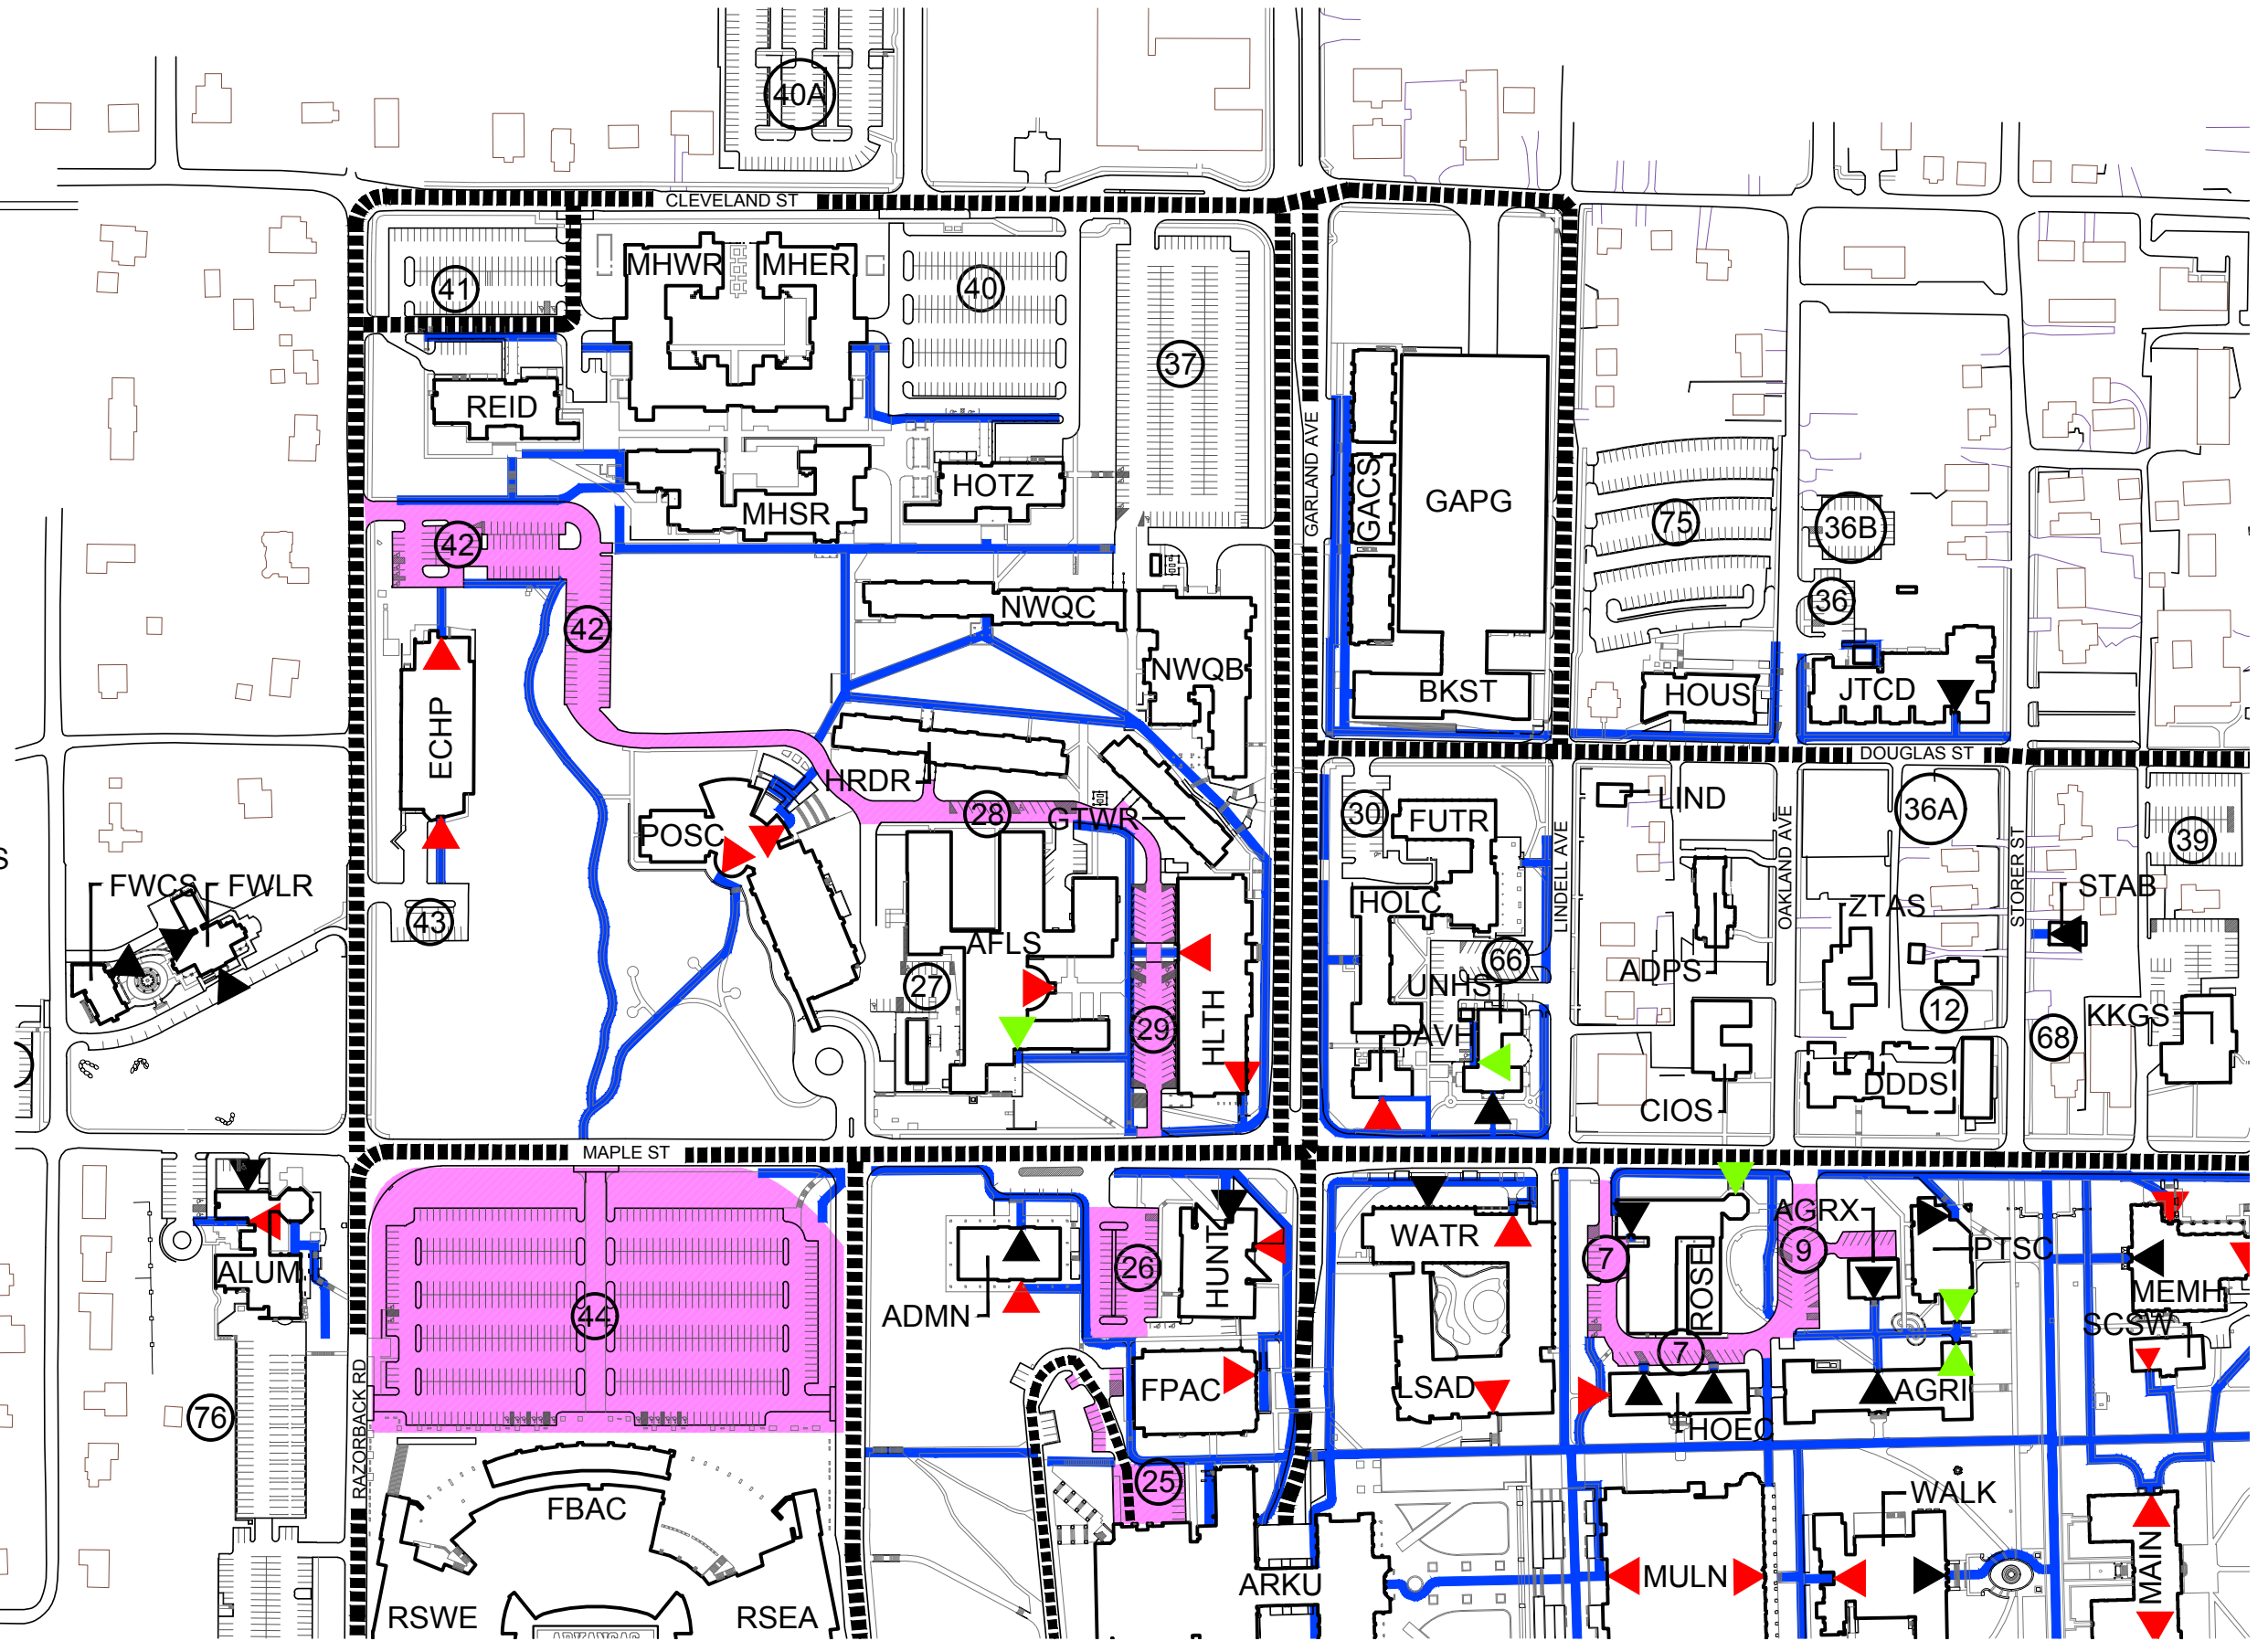 40A
CLEVELAND ST
MHWR
MHER
41
40
37
REID
GARLAND AVE
GACS
HOTZ
MHSR
GAPG
75
36B
42
42
NWQC
36
NWQB
BKST
HOUS
JTCD
ECHP
HRDR
DOUGLAS ST
28
GTWR
30
FUTR
LIND
36A
POSC
LINDELL AVE
OAKLAND AVE
STORER ST
39
S
FWCS
FWLR
43
HOLC
ZTAS
STAB
AFLS
66
ADPS
27
UNHS
12
29
HLTH
DAVH
68
KKGS
DDDS
CIOS
MAPLE ST
ALUM
ADMN
26
HUNT
WATR
7
ROSE
AGRX
9
PTSC
MEMH
44
SCSW
7
RAZORBACK RD
76
FPAC
LSAD
HOEC
AGRI
25
FBAC
WALK
ARKU
MULN
MAIN
RSWE
RSEA
ARKANSAS